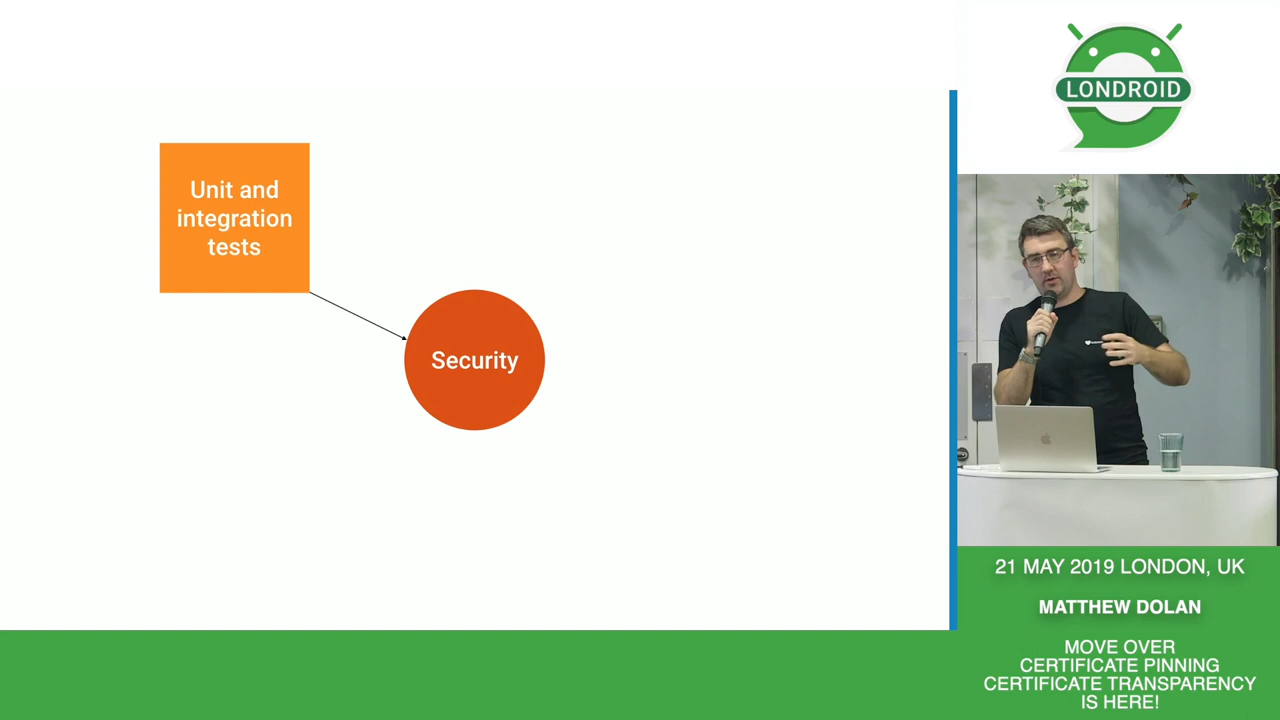 Unit and
integration
tests
Security
LONDROID
21 MAY 2019 LONDON, UK
MATTHEW DOLAN
MOVE OVER
CERTIFICATE PINNING
CERTIFICATE TRANSPARENCY
IS HERE!